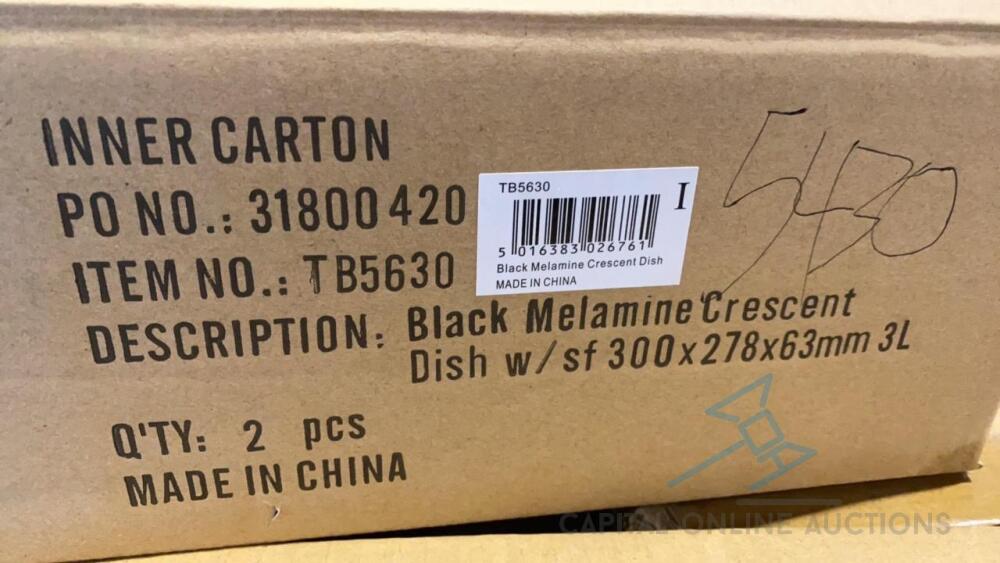 INNER CARTON
PO NO.: 31800420
ITEM NO.: TB5630
DESCRIPTION: Black Melamine Crescent
Dish w/sf 300x278x63mm 3L
Q'TY: 2 pcs
MADE IN CHINA
TB5630
I
5 016383 026761
Black Melamine Crescent Dish
MADE IN CHINA
CAPITAL ONLINE AUCTIONS